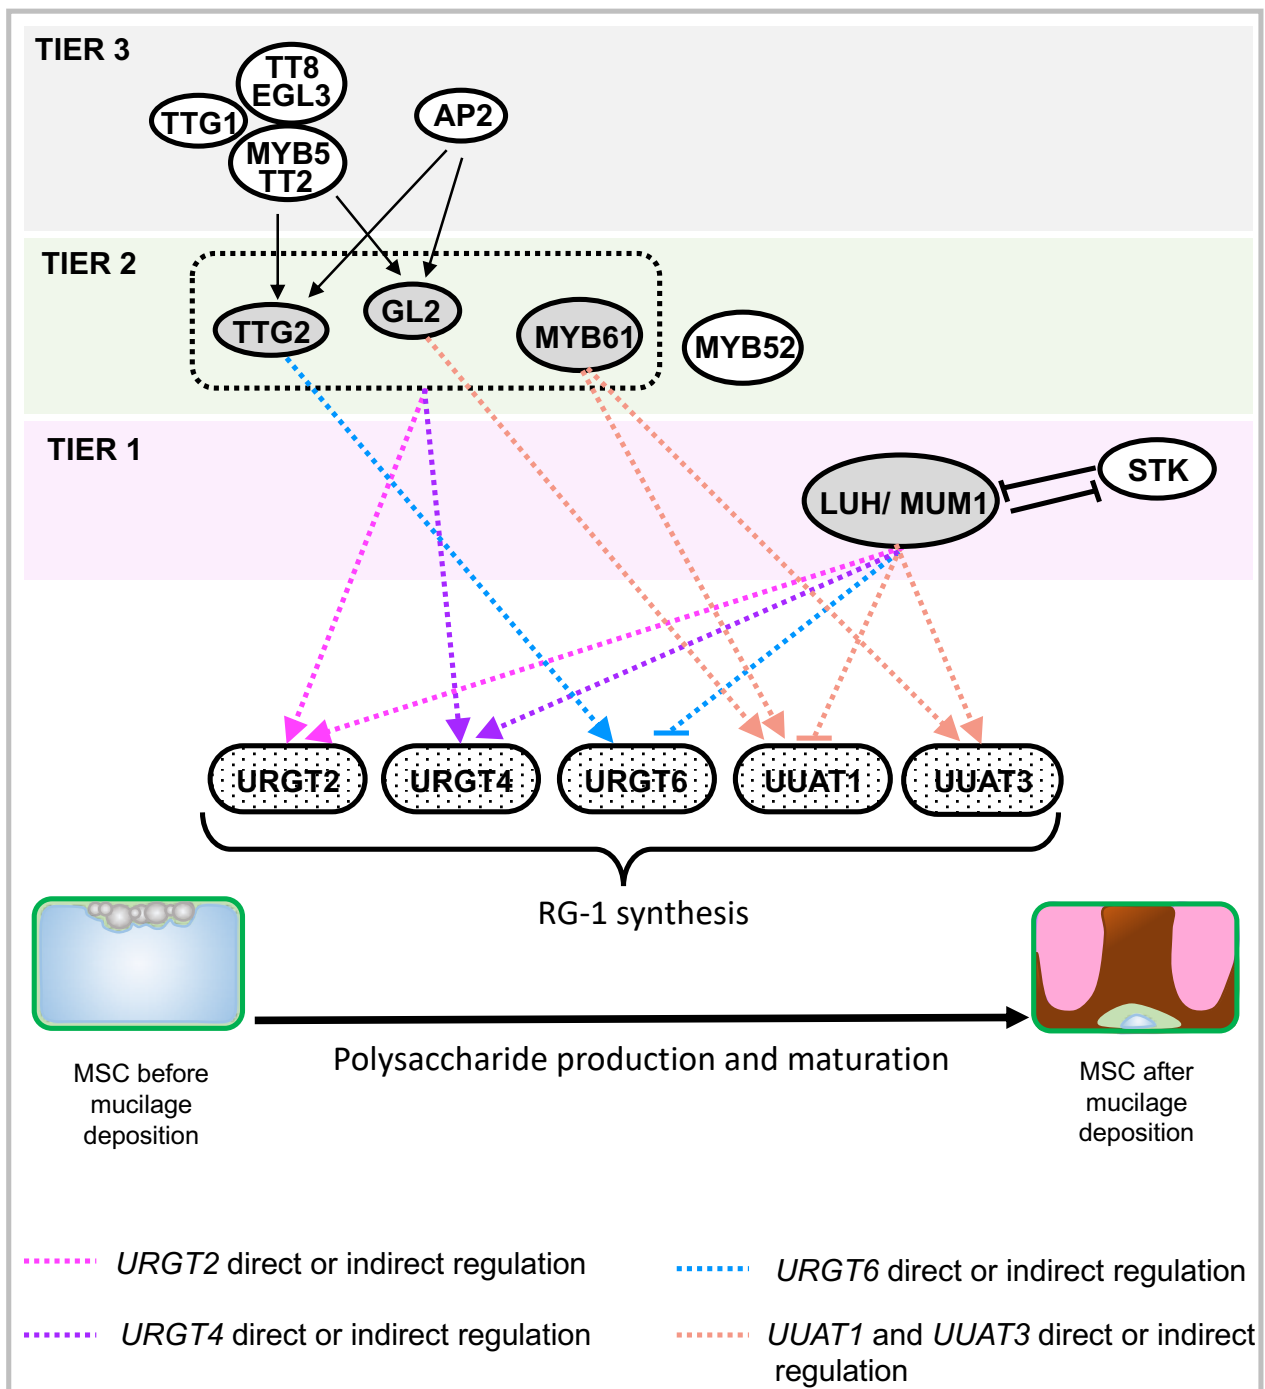 TIER 3
TT8
EGL3
TTG1
MYB5
TT2
AP2
TIER 2
TTG2
GL2
MYB61
MYB52
TIER 1
LUH/ MUM1
STK
URGT2
URGT4
URGT6
UUAT1
UUAT3
RG-1 synthesis
Polysaccharide production and maturation
MSC before
mucilage
deposition
MSC after
mucilage
deposition
URGT2 direct or indirect regulation
URGT6 direct or indirect regulation
URGT4 direct or indirect regulation
UUAT1 and UUAT3 direct or indirect
regulation